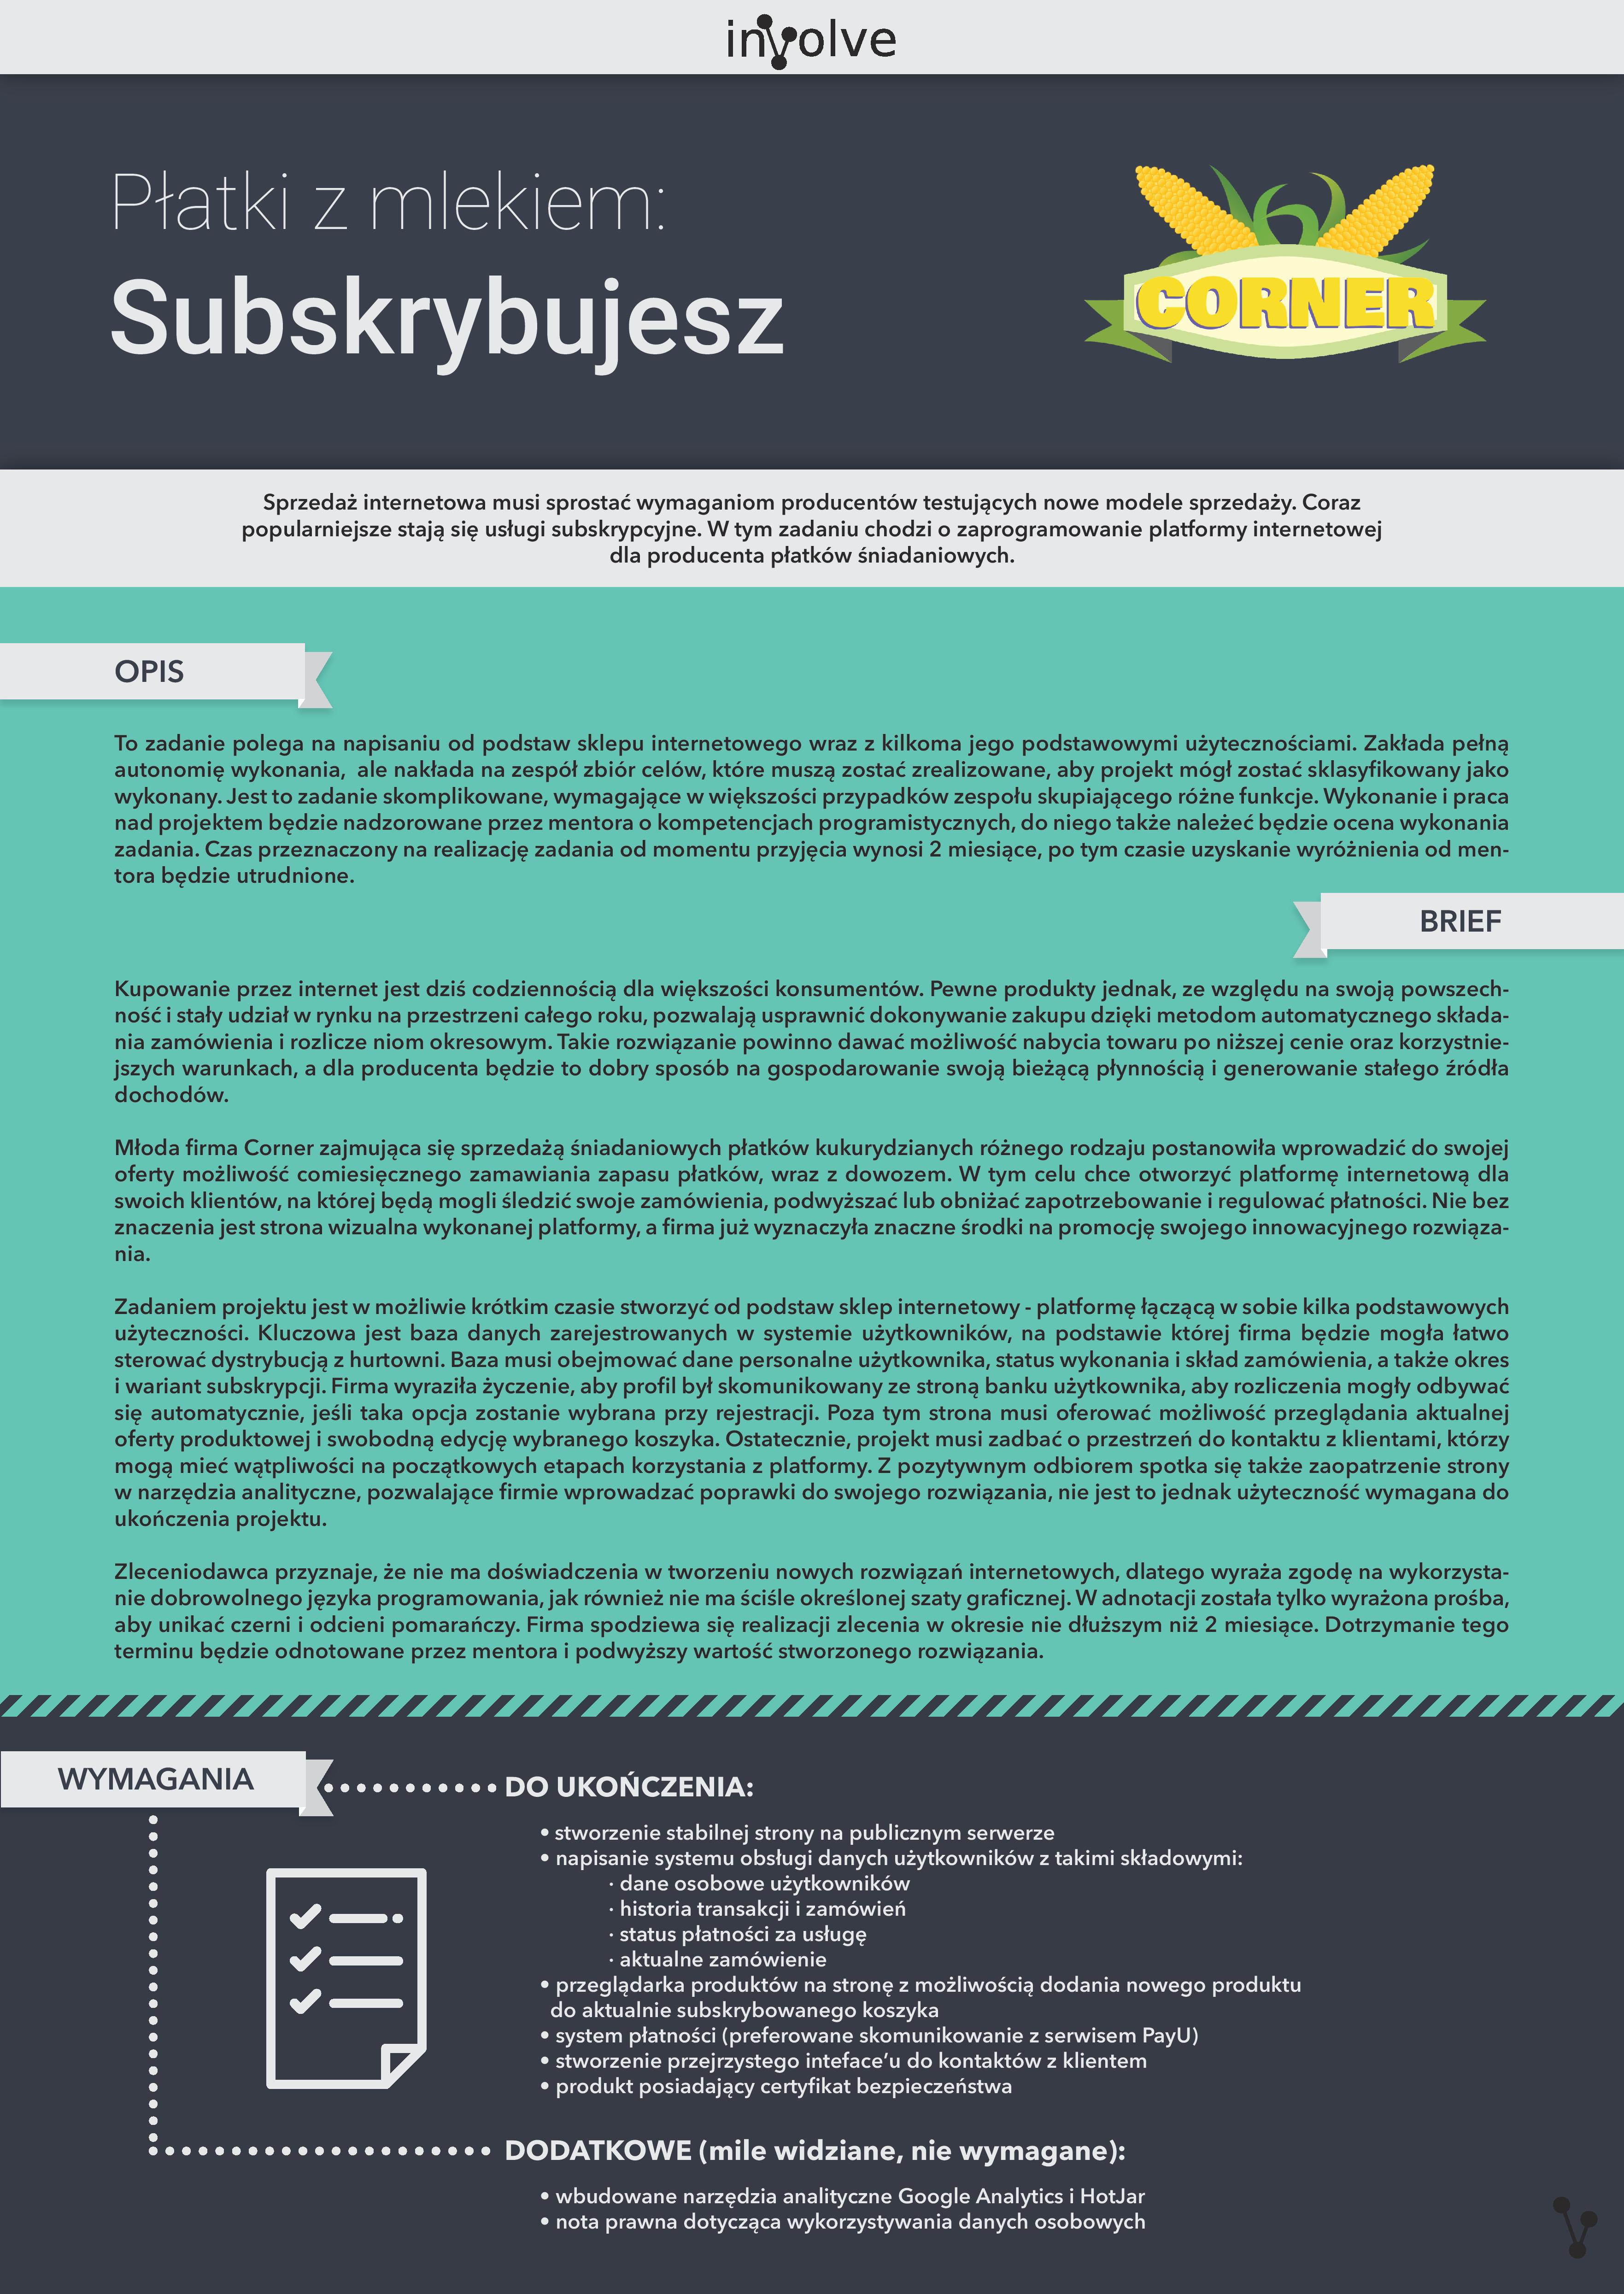 involve
Płatki z mlekiem:
Subskrybujesz
CORNER
Sprzedaż internetowa musi sprostać wymaganiom producentów testujących nowe modele sprzedaży. Coraz
popularniejsze stają się usługi subskrypcyjne. W tym zadaniu chodzi o zaprogramowanie platformy internetowej
dla producenta płatków śniadaniowych.
OPIS
To zadanie polega na napisaniu od podstaw sklepu internetowego wraz z kilkoma jego podstawowymi użytecznościami. Zakłada pełną
autonomię wykonania, ale nakłada na zespół zbiór celów, które muszą zostać zrealizowane, aby projekt mógł zostać sklasyfikowany jako
wykonany. Jest to zadanie skomplikowane, wymagające w większości przypadków zespołu skupiającego różne funkcje. Wykonanie i praca
nad projektem będzie nadzorowane przez mentora o kompetencjach programistycznych, do niego także należeć będzie ocena wykonania
zadania. Czas przeznaczony na realizację zadania od momentu przyjęcia wynosi 2 miesiące, po tym czasie uzyskanie wyróżnienia od men-
tora będzie utrudnione.
BRIEF
Kupowanie przez internet jest dziś codziennością dla większości konsumentów. Pewne produkty jednak, ze względu na swoją powszech-
ność i stały udział w rynku na przestrzeni całego roku, pozwalają usprawnić dokonywanie zakupu dzięki metodom automatycznego składa-
nia zamówienia i rozlicze niom okresowym. Takie rozwiązanie powinno dawać możliwość nabycia towaru po niższej cenie oraz korzystnie-
jszych warunkach, a dla producenta będzie to dobry sposób na gospodarowanie swoją bieżącą płynnością i generowanie stałego źródła
dochodów.
Młoda firma Corner zajmująca się sprzedażą śniadaniowych płatków kukurydzianych różnego rodzaju postanowiła wprowadzić do swojej
oferty możliwość comiesięcznego zamawiania zapasu płatków, wraz z dowozem. W tym celu chce otworzyć platformę internetową dla
swoich klientów, na której będą mogli śledzić swoje zamówienia, podwyższać lub obniżać zapotrzebowanie i regulować płatności. Nie bez
znaczenia jest strona wizualna wykonanej platformy, a firma już wyznaczyła znaczne środki na promocję swojego innowacyjnego rozwiąza-
nia.
Zadaniem projektu jest w możliwie krótkim czasie stworzyć od podstaw sklep internetowy - platformę łączącą w sobie kilka podstawowych
użyteczności. Kluczowa jest baza danych zarejestrowanych w systemie użytkowników, na podstawie której firma będzie mogła łatwo
sterować dystrybucją z hurtowni. Baza musi obejmować dane personalne użytkownika, status wykonania i skład zamówienia, a także okres
i wariant subskrypcji. Firma wyraziła życzenie, aby profil był skomunikowany ze stroną banku użytkownika, aby rozliczenia mogły odbywać
się automatycznie, jeśli taka opcja zostanie wybrana przy rejestracji. Poza tym strona musi oferować możliwość przeglądania aktualnej
oferty produktowej i swobodną edycję wybranego koszyka. Ostatecznie, projekt musi zadbać o przestrzeń do kontaktu z klientami, którzy
mogą mieć wątpliwości na początkowych etapach korzystania z platformy. Z pozytywnym odbiorem spotka się także zaopatrzenie strony
w narzędzia analityczne, pozwalające firmie wprowadzać poprawki do swojego rozwiązania, nie jest to jednak użyteczność wymagana do
ukończenia projektu.
Zleceniodawca przyznaje, że nie ma doświadczenia w tworzeniu nowych rozwiązań internetowych, dlatego wyraża zgodę na wykorzysta-
nie dobrowolnego języka programowania, jak również nie ma ściśle określonej szaty graficznej. W adnotacji została tylko wyrażona prośba,
aby unikać czerni i odcieni pomarańczy. Firma spodziewa się realizacji zlecenia w okresie nie dłuższym niż 2 miesiące. Dotrzymanie tego
terminu będzie odnotowane przez mentora i podwyższy wartość stworzonego rozwiązania.
WYMAGANIA
DO UKOŃCZENIA:
• stworzenie stabilnej strony na publicznym serwerze
• napisanie systemu obsługi danych użytkowników z takimi składowymi:
· dane osobowe użytkowników
· historia transakcji i zamówień
· status płatności za usługę
· aktualne zamówienie
• przeglądarka produktów na stronę z możliwością dodania nowego produktu
do aktualnie subskrybowanego koszyka
• system płatności (preferowane skomunikowanie z serwisem PayU)
• stworzenie przejrzystego inteface’u do kontaktów z klientem
• produkt posiadający certyfikat bezpieczeństwa
DODATKOWE (mile widziane, nie wymagane):
• wbudowane narzędzia analityczne Google Analytics i HotJar
• nota prawna dotycząca wykorzystywania danych osobowych